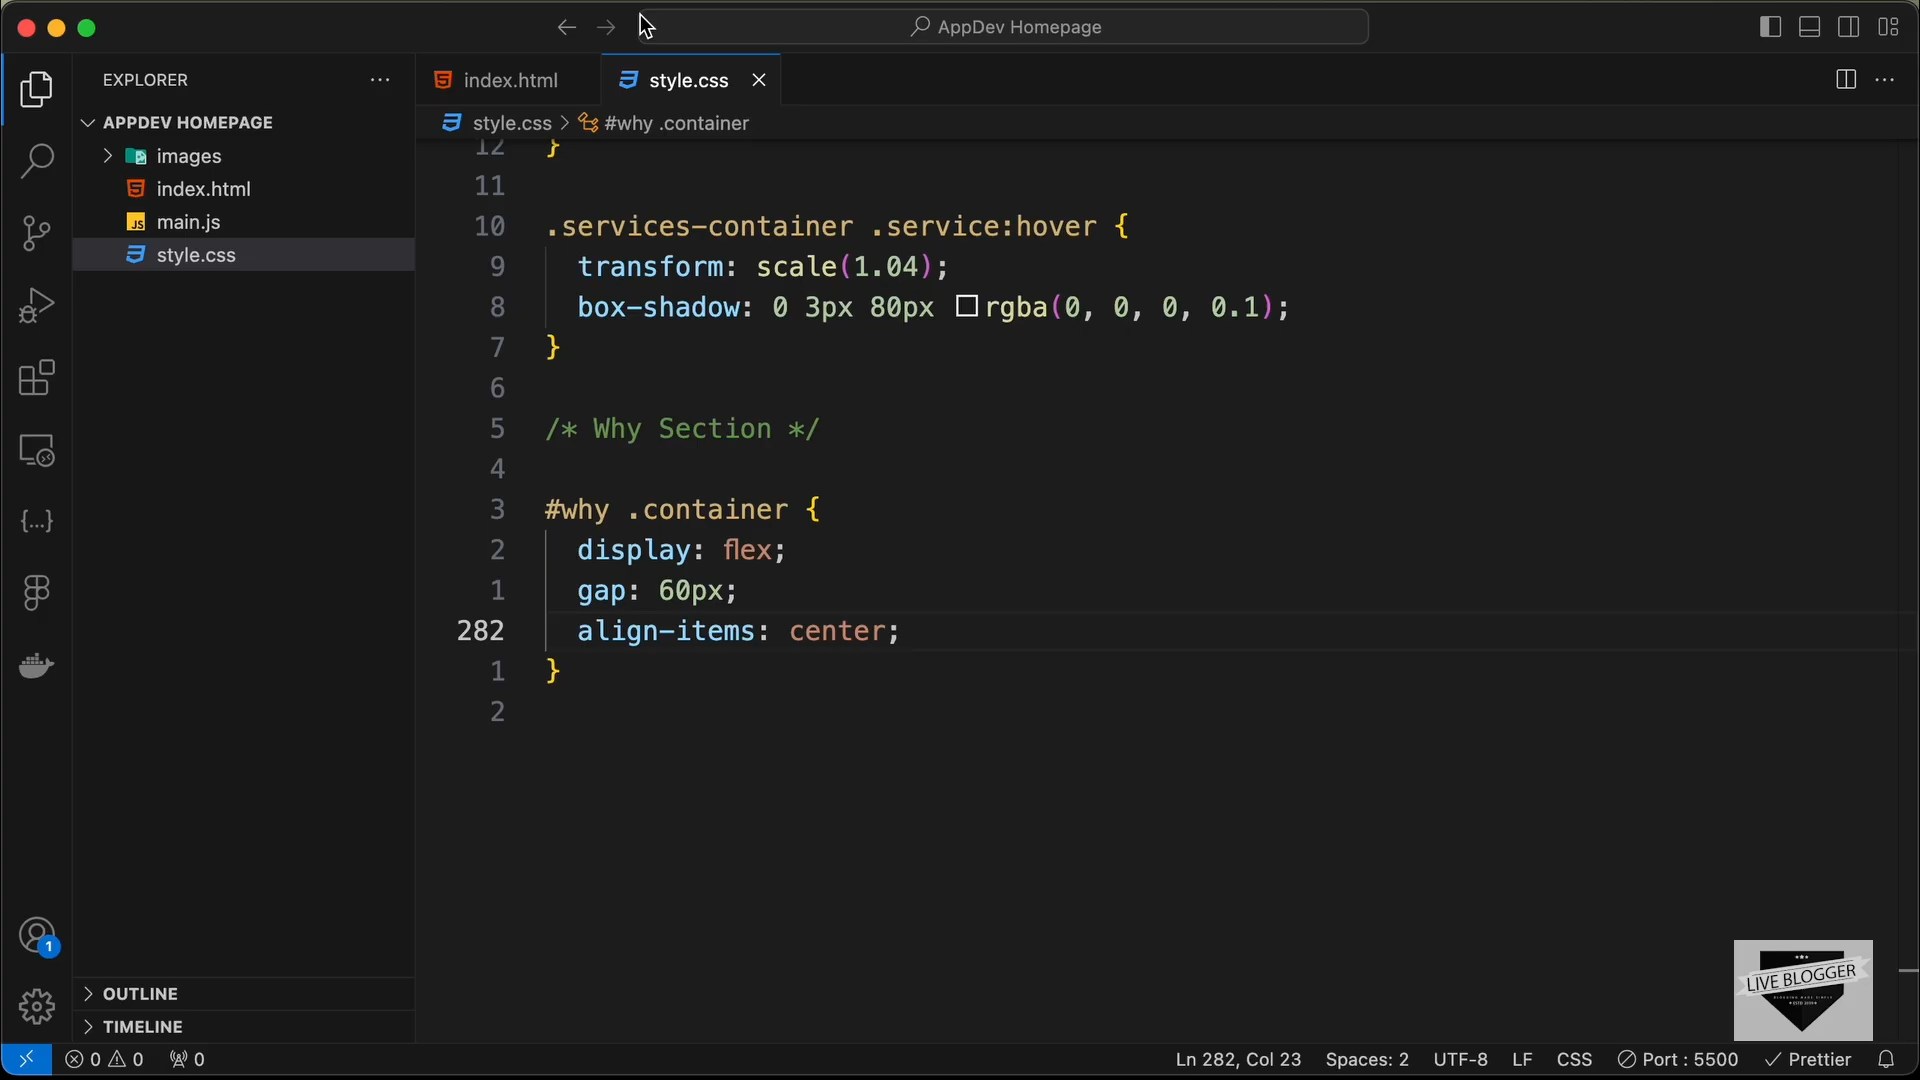 AppDev Homepage
EXPLORER
APPDEV HOMEPAGE
images
index.html
JS main.js
style.css
OUTLINE
TIMELINE
index.html
style.css
style.css > #why .container
12 }
11
10 .services-container .service:hover {
9 transform: scale(1.04);
8 box-shadow: 0 3px 80px rgba(0, 0, 0, 0.1);
7 }
6
5 /* Why Section */
4
3 #why .container {
2 display: flex;
1 gap: 60px;
282 align-items: center;
1 }
2
1
LIVE BLOGGER
0 0 0
Ln 282, Col 23 Spaces: 2 UTF-8 LF CSS Port : 5500 Prettier